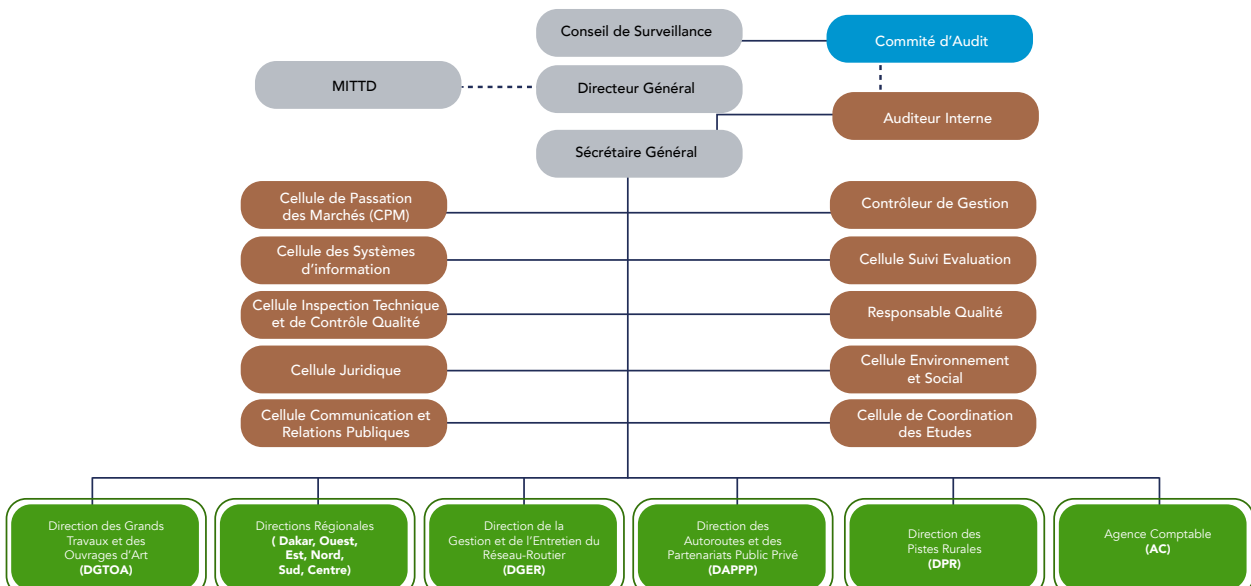 Conseil de Surveillance
Commité d'Audit
MITTD
Directeur Général
Auditeur Interne
Sécrétaire Général
Cellule de Passation
des Marchés (CPM)
Contrôleur de Gestion
Cellule des Systèmes
d'information
Cellule Suivi Evaluation
Cellule Inspection Technique
et de Contrôle Qualité
Responsable Qualité
Cellule Juridique
Cellule Environnement
et Social
Cellule Communication et
Relations Publiques
Cellule de Coordination
des Etudes
Direction des Grands
Travaux et des
Ouvrages d'Art
(DGTOA)
Directions Régionales
( Dakar, Ouest,
Est, Nord,
Sud, Centre)
Direction de la
Gestion et de l'Entretien du
Réseau-Routier
(DGER)
Direction des
Autoroutes et des
Partenariats Public Privé
(DAPPP)
Direction des
Pistes Rurales
(DPR)
Agence Comptable
(AC)